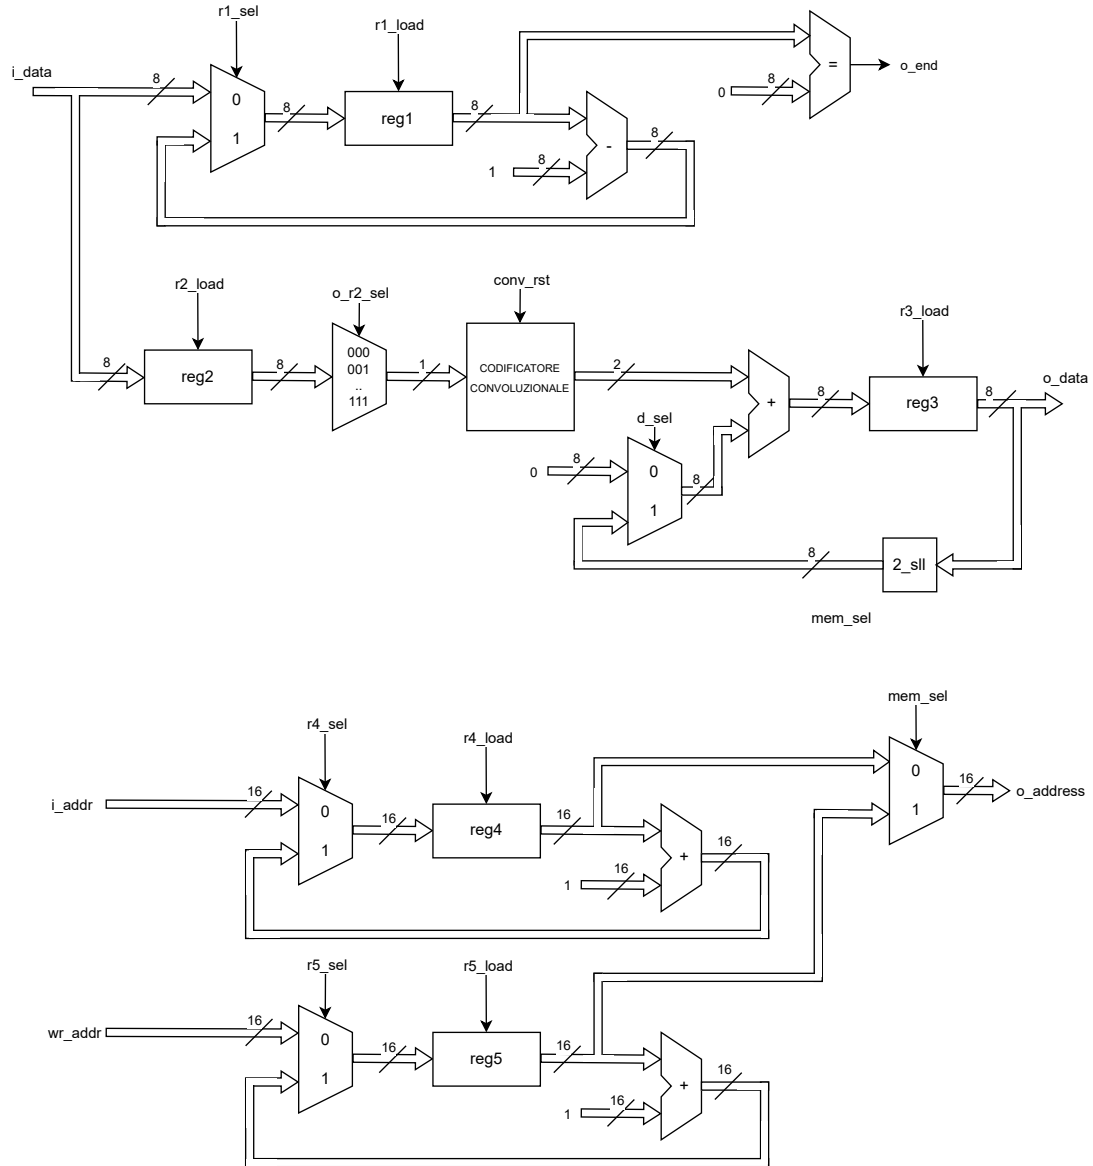 r1_sel
r1_load
i_data
8
0
1
8
reg1
8
1
8
-
8
0
8
=
o_end
r2_load
o_r2_sel
conv_rst
r3_load
8
reg2
8
000
001
..
111
1
CODIFICATORE
CONVOLUZIONALE
2
d_sel
0
8
0
1
8
+
8
reg3
8
o_data
8
2_sll
mem_sel
mem_sel
r4_sel
r4_load
i_addr
16
0
1
16
reg4
16
1
16
+
16
0
1
16
o_address
r5_sel
r5_load
wr_addr
16
0
1
16
reg5
16
1
16
+
16